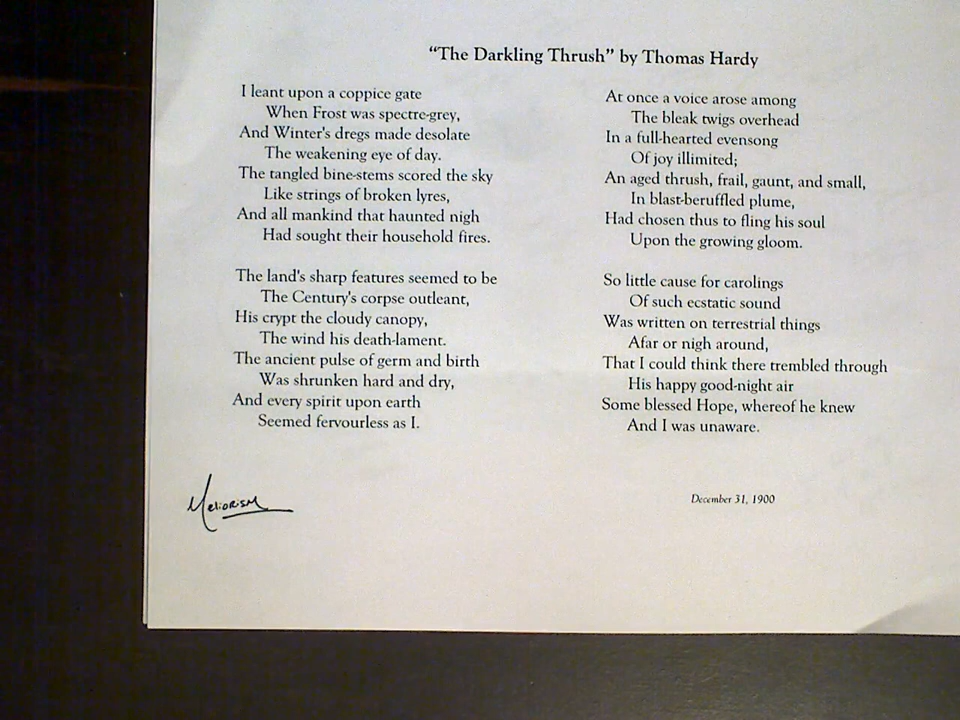 “The Darkling Thrush” by Thomas Hardy
I leant upon a coppice gate
When Frost was spectre-grey,
And Winter's dregs made desolate
The weakening eye of day.
The tangled bine-stems scored the sky
Like strings of broken lyres,
And all mankind that haunted nigh
Had sought their household fires.
The land's sharp features seemed to be
The Century's corpse outleant,
His crypt the cloudy canopy,
The wind his death-lament.
The ancient pulse of germ and birth
Was shrunken hard and dry,
And every spirit upon earth
Seemed fervourless as I.
At once a voice arose among
The bleak twigs overhead
In a full-hearted evensong
Of joy illimited;
An aged thrush, frail, gaunt, and small,
In blast-beruffled plume,
Had chosen thus to fling his soul
Upon the growing gloom.
So little cause for carolings
Of such ecstatic sound
Was written on terrestrial things
Afar or nigh around,
That I could think there trembled through
His happy good-night air
Some blessed Hope, whereof he knew
And I was unaware.
December 31, 1900
Meliorism